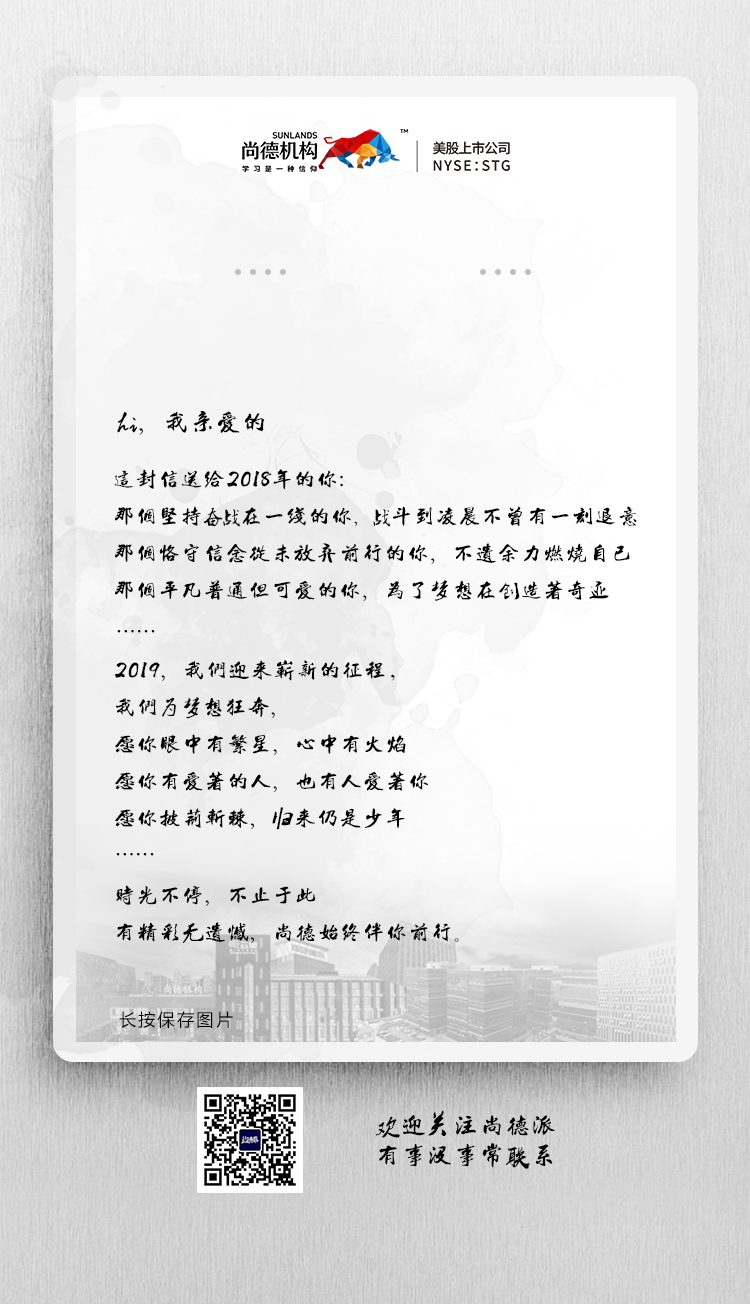 SUNLANDS
尚德机构
学习是一种信仰
TM
美股上市公司
NYSE:STG
hi，我亲爱的
這封信送给2018年的你：
那個堅持奋战在一线的你，战斗到凌晨不曾有一刻退意
那個恪守信念從未放弃前行的你，不遗余力燃燒自己
那個平凡普通但可爱的你，為了梦想在创造著奇迹
……
2019，我們迎来嶄新的征程，
我們为梦想狂奔，
愿你眼中有繁星，心中有火焰
愿你有爱著的人，也有人爱著你
愿你披荊斬棘，归来仍是少年
……
時光不停，不止于此
有精彩无遗憾，尚德始终伴你前行。
尚德机构
长按保存图片
欢迎关注尚德派
有事没事常联系